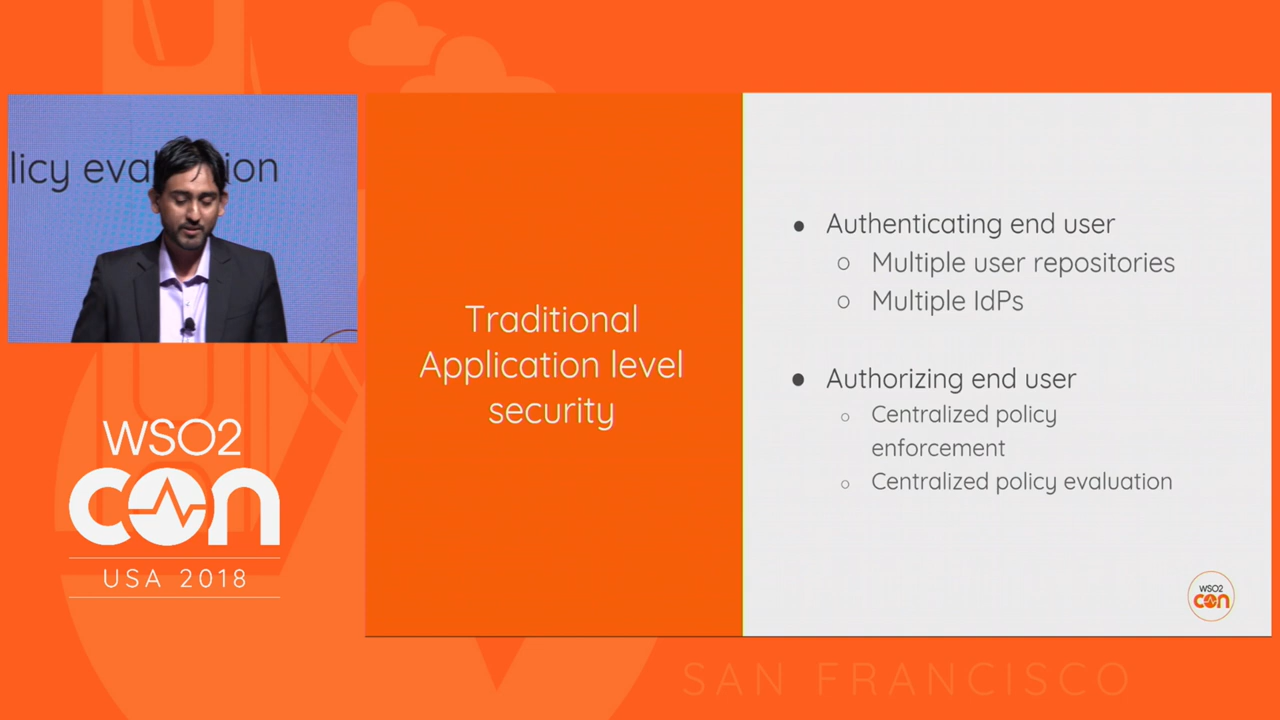 licy eva ion
WSO2
con
USA 2018
Traditional
Application level
security
● Authenticating end user
○ Multiple user repositories
○ Multiple IdPs
● Authorizing end user
○ Centralized policy
enforcement
○ Centralized policy evaluation
WSO2
con
SAN FRANCISCO